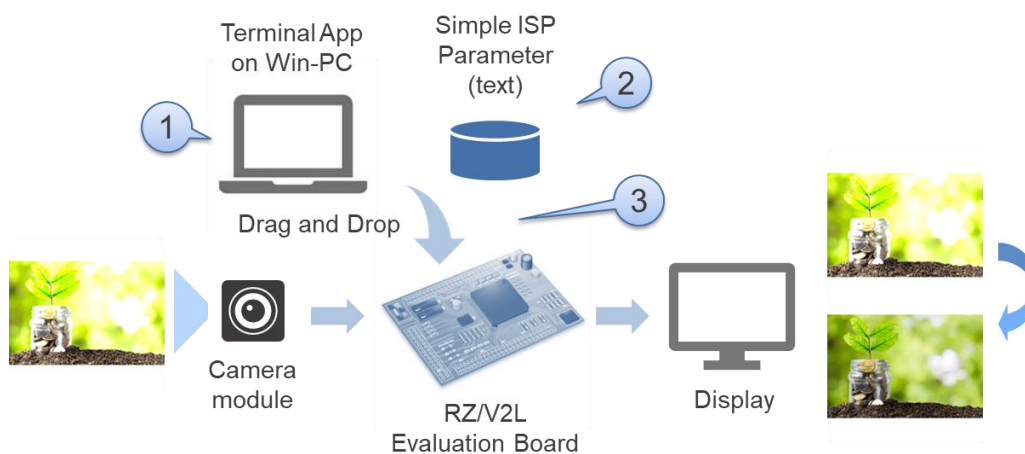 Terminal App
on Win-PC
Simple ISP
Parameter
(text)
1
2
3
Drag and Drop
Camera
module
RZ/V2L
Evaluation Board
Display